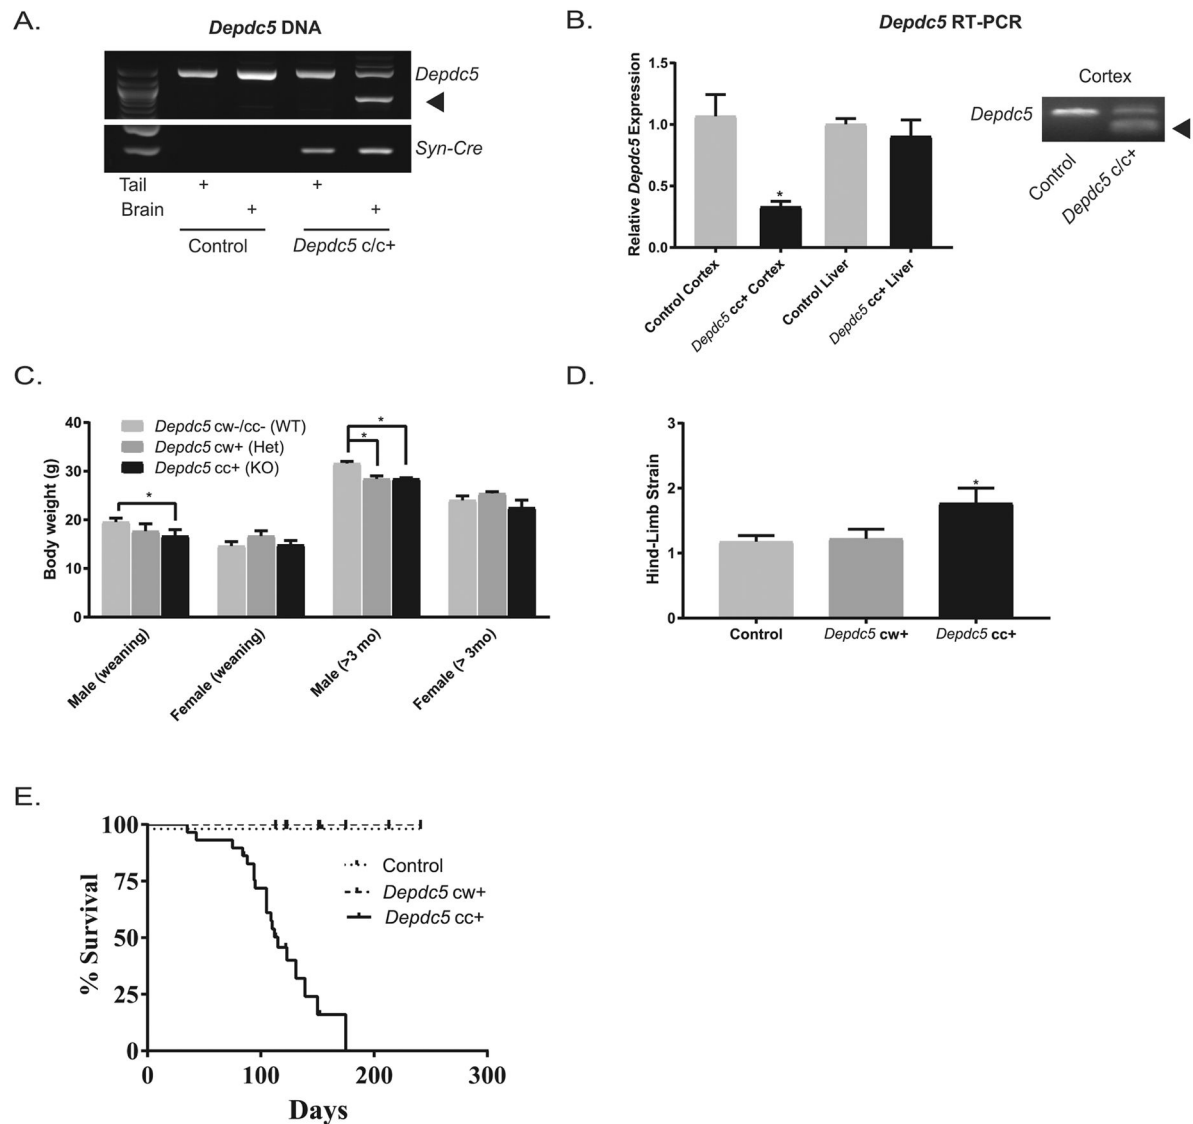 A.
Depdc5 DNA
Depdc5
Syn-Cre
Tail + +
Brain + +
Control Depdc5 c/c+
B.
Depdc5 RT-PCR
Relative Depdc5 Expression
1.5
1.0
0.5
0.0
*
Control Cortex
Depdc5 cc+ Cortex
Control Liver
Depdc5 cc+ Liver
Cortex
Depdc5
Control
Depdc5 c/c+
C.
Body weight (g)
40
30
20
10
0
Depdc5 cw-/cc- (WT)
Depdc5 cw+ (Het)
Depdc5 cc+ (KO)
*
*
*
Male (weaning)
Female (weaning)
Male (>3 mo)
Female (> 3mo)
D.
Hind-Limb Strain
3
2
1
0
*
Control
Depdc5 cw+
Depdc5 cc+
E.
% Survival
100
75
50
25
0
Control
Depdc5 cw+
Depdc5 cc+
0 100 200 300
Days